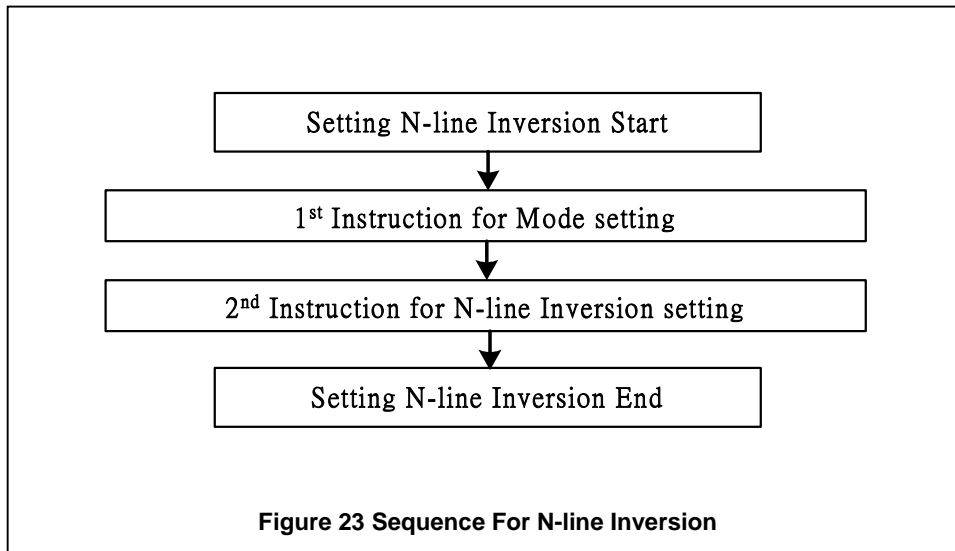 Setting N-line Inversion Start
1st Instruction for Mode setting
2nd Instruction for N-line Inversion setting
Setting N-line Inversion End
Figure 23 Sequence For N-line Inversion